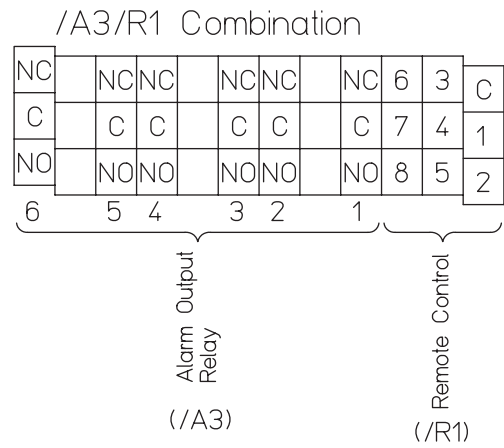 /A3/R1 Combination
NC NC NC NC NC NC 6 3 C
C C C C C C 7 4 1
NO NO NO NO NO NO 8 5 2
6 5 4 3 2 1
Alarm Output
Relay
(/A3)
Remote Control
(/R1)